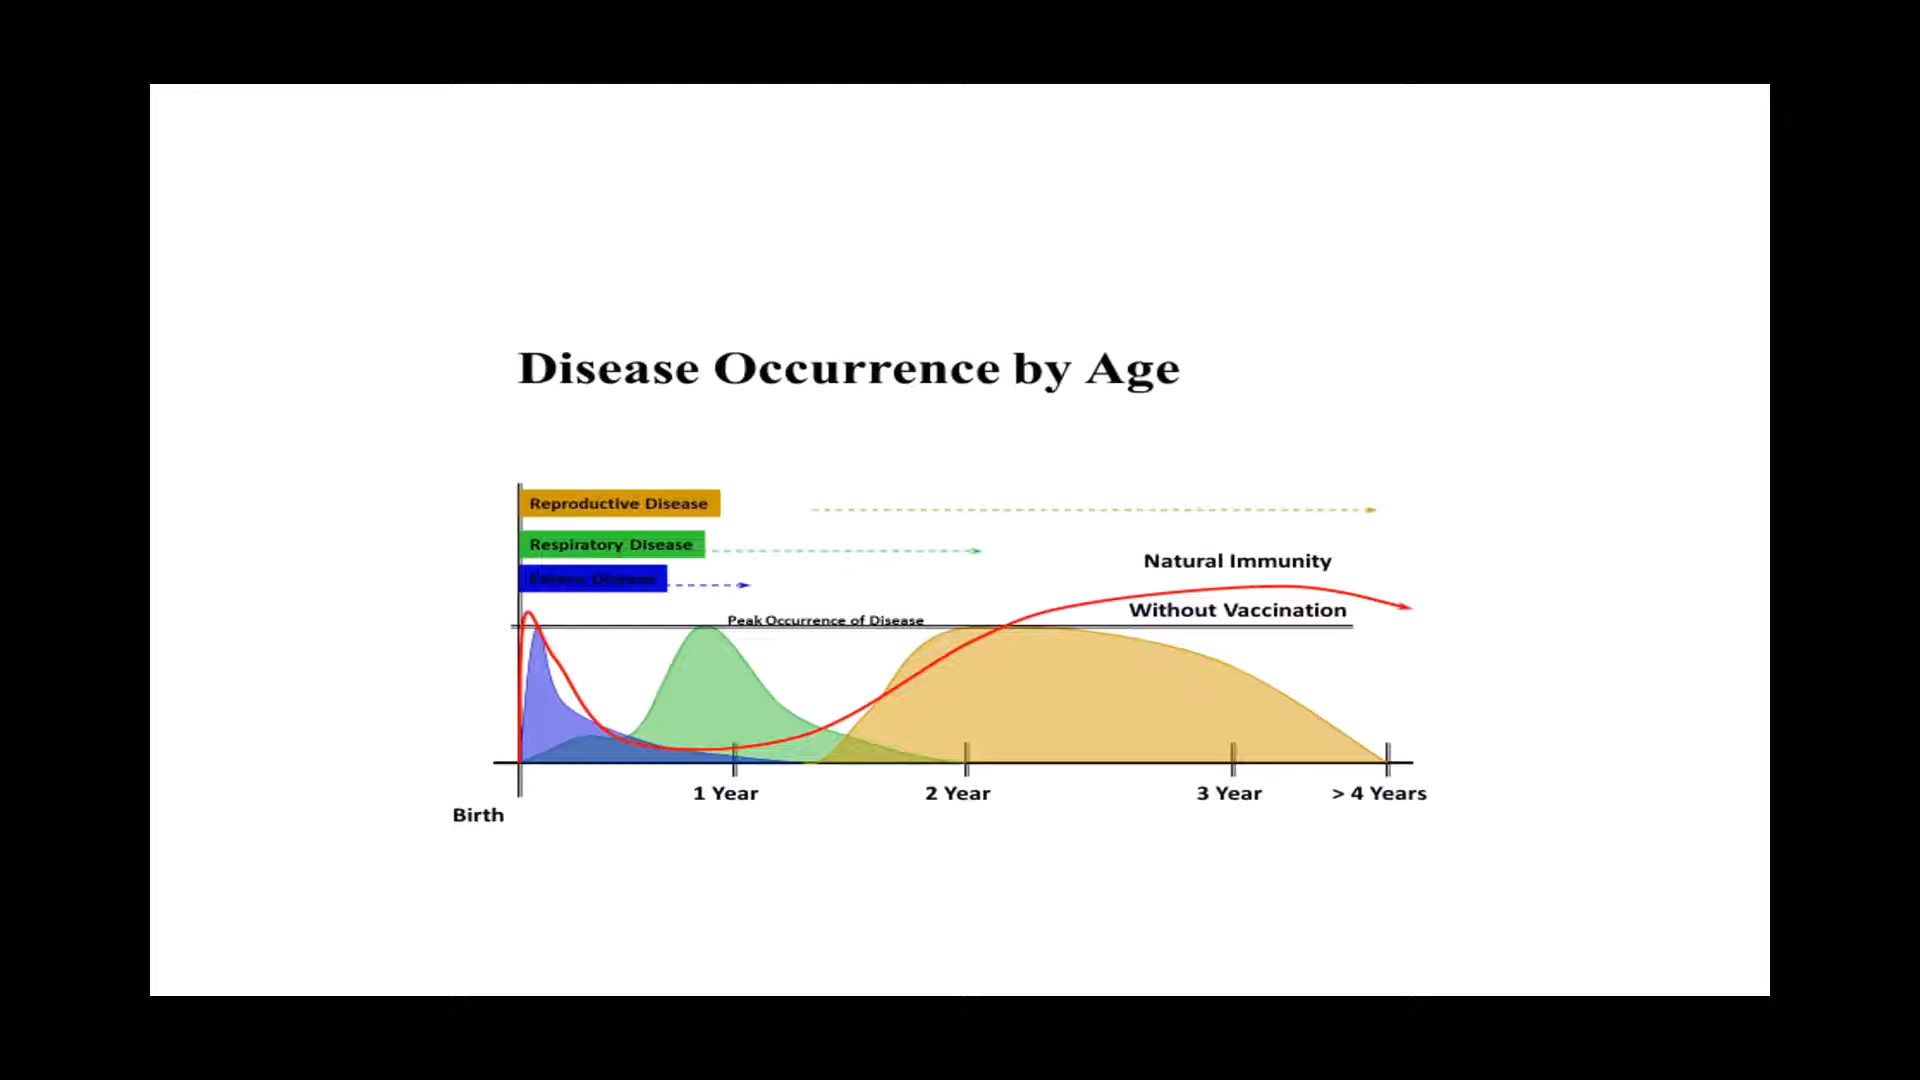 Disease Occurrence by Age
Reproductive Disease
Respiratory Disease
Enteric Disease
Natural Immunity
Without Vaccination
Peak Occurrence of Disease
1 Year
2 Year
3 Year
> 4 Years
Birth